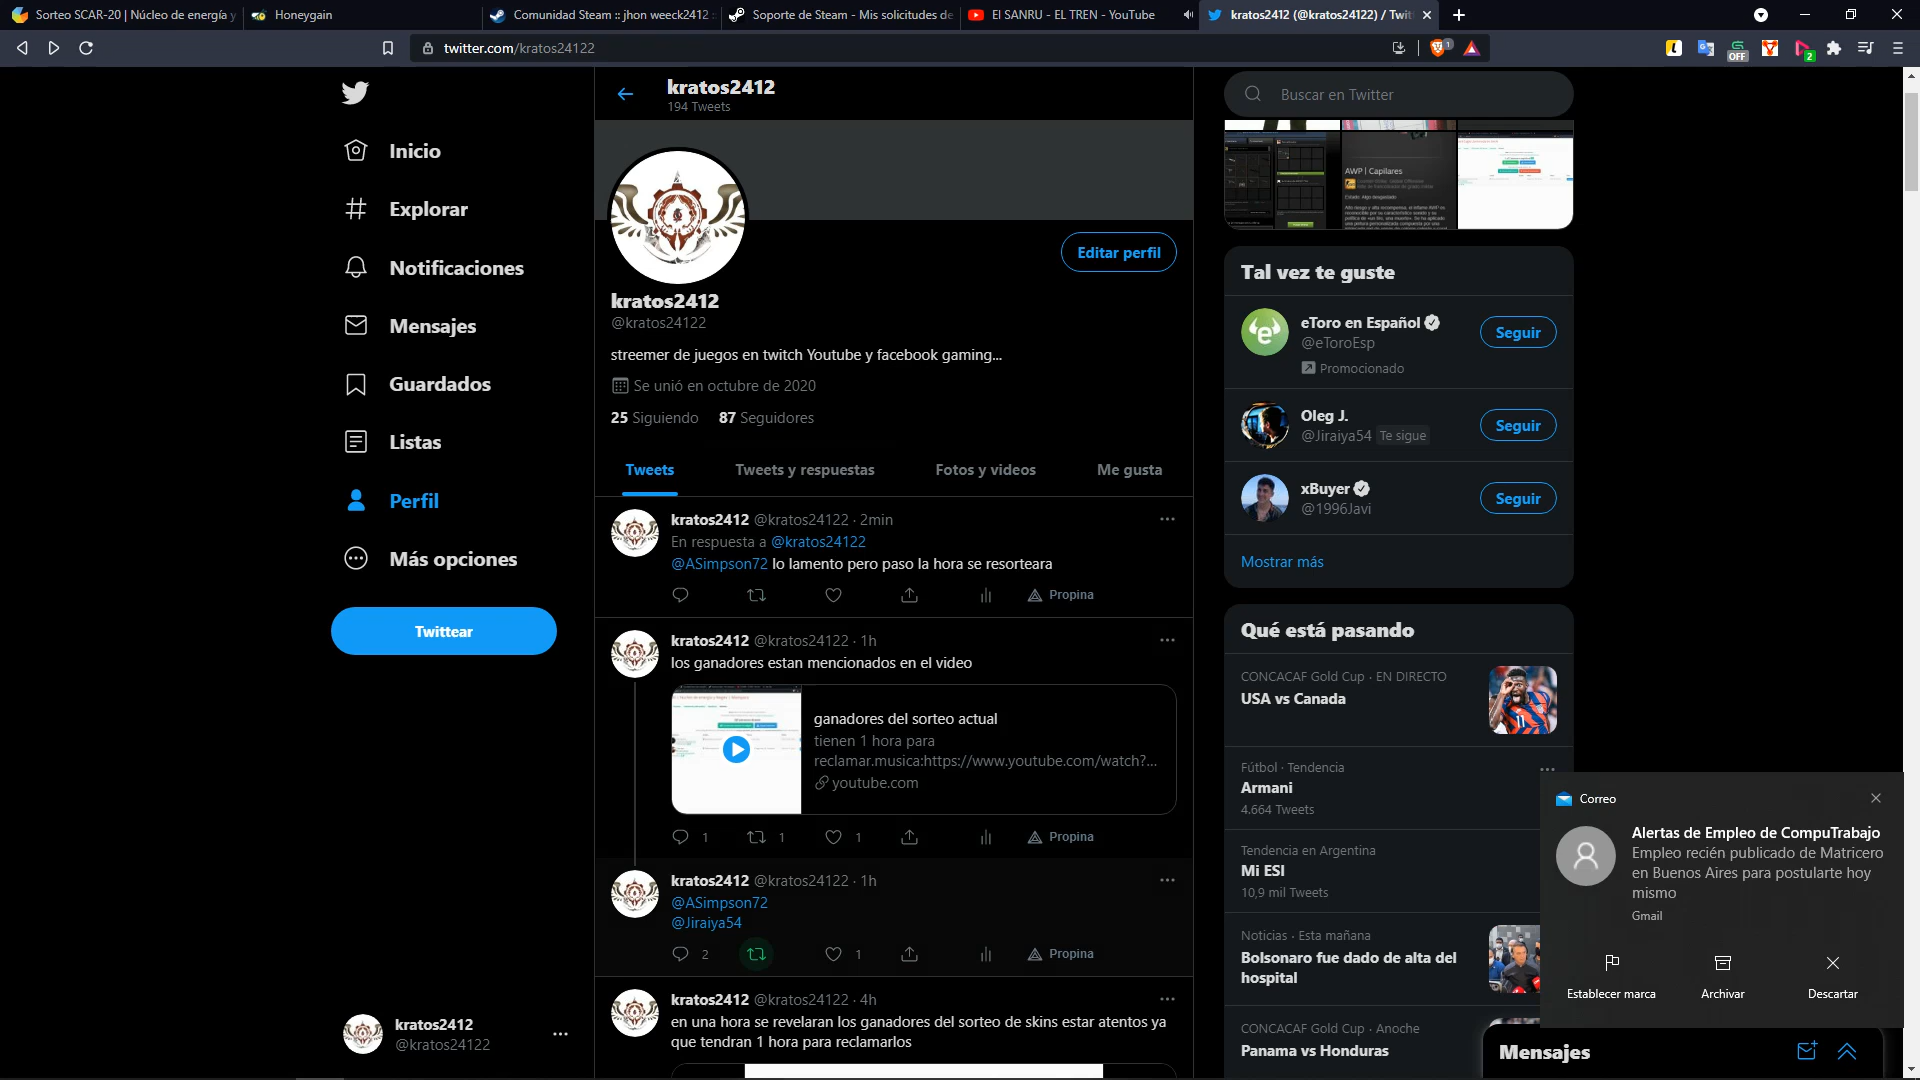 Sorteo SCAR-20 | Núcleo de energía y
Honeygain
Comunidad Steam :: jhon weeck2412 ::
Soporte de Steam - Mis solicitudes de
El SANRU - EL TREN - YouTube
kratos2412 (@kratos24122) / Twit
twitter.com/kratos24122
1
OFF
2
kratos2412
194 Tweets
Buscar en Twitter
Inicio
Explorar
Notificaciones
Mensajes
Guardados
Listas
Perfil
Más opciones
Twittear
kratos2412
@kratos24122
Editar perfil
kratos2412
@kratos24122
streemer de juegos en twitch Youtube y facebook gaming...
Se unió en octubre de 2020
25 Siguiendo 87 Seguidores
Tweets
Tweets y respuestas
Fotos y videos
Me gusta
kratos2412 @kratos24122 · 2min
En respuesta a @kratos24122
@ASimpson72 lo lamento pero paso la hora se resorteara
Propina
kratos2412 @kratos24122 · 1h
los ganadores estan mencionados en el video
ganadores del sorteo actual
tienen 1 hora para
reclamar.musica:https://www.youtube.com/watch?...
youtube.com
1 1 1 Propina
kratos2412 @kratos24122 · 1h
@ASimpson72
@Jiraiya54
2 1 Propina
kratos2412 @kratos24122 · 4h
en una hora se revelaran los ganadores del sorteo de skins estar atentos ya
que tendran 1 hora para reclamarlos
AWP | Capilares
Tal vez te guste
eToro en Español
@eToroEsp
Promocionado
Seguir
Oleg J.
@Jiraiya54 Te sigue
Seguir
xBuyer
@1996Javi
Seguir
Mostrar más
Qué está pasando
CONCACAF Gold Cup · EN DIRECTO
USA vs Canada
Fútbol · Tendencia
Armani
4.664 Tweets
Tendencia en Argentina
Mi ESI
10,9 mil Tweets
Noticias · Esta mañana
Bolsonaro fue dado de alta del
hospital
CONCACAF Gold Cup · Anoche
Panama vs Honduras
Correo
Alertas de Empleo de CompuTrabajo
Empleo recién publicado de Matricero
en Buenos Aires para postularte hoy
mismo
Gmail
Establecer marca
Archivar
Descartar
Mensajes